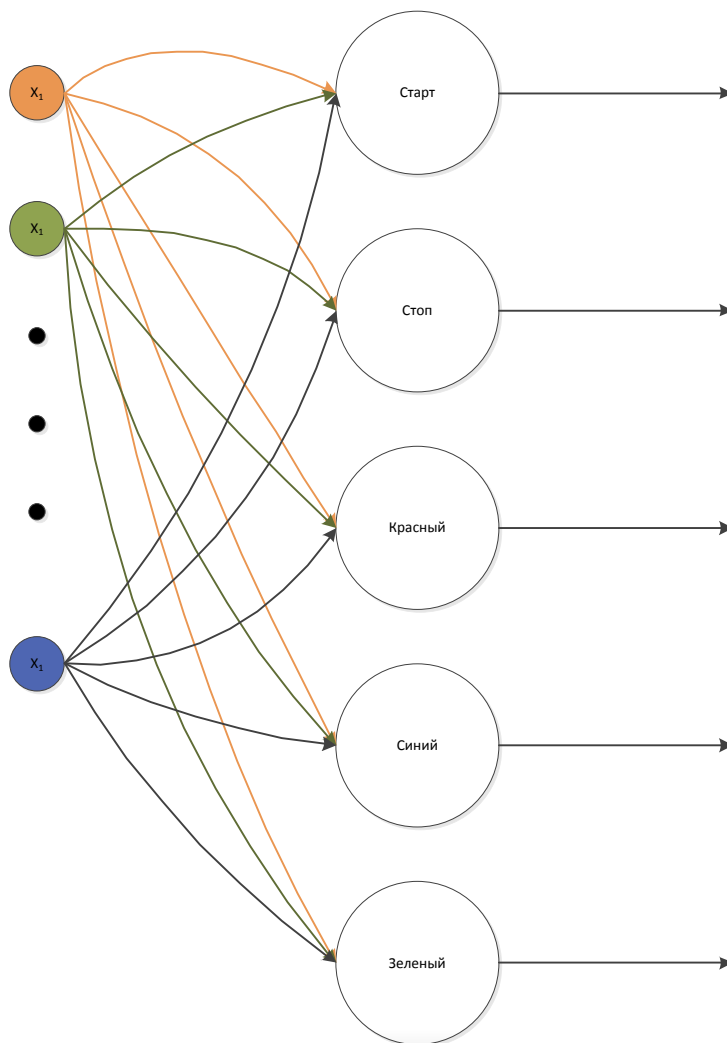 X₁
Старт
X₁
Стоп
Красный
X₁
Синий
Зеленый